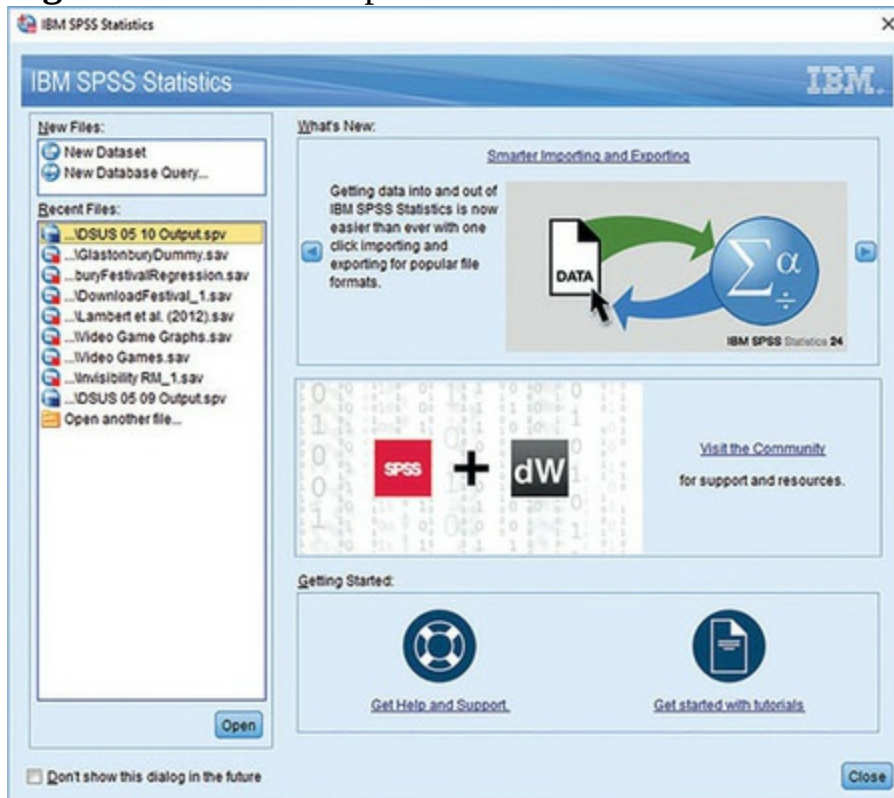 IBM SPSS Statistics
IBM SPSS Statistics
IBM.
New Files:
New Dataset
New Database Query...
Recent Files:
...\DSUS 05 10 Output.spv
...\GlastonburyDummy.sav
...buryFestivalRegression.sav
...\DownloadFestival_1.sav
...\Lambert et al. (2012).sav
...\Video Game Graphs.sav
...\Video Games.sav
...\Invisibility RM_1.sav
...\DSUS 05 09 Output.spv
Open another file...
Open
Don't show this dialog in the future
What's New:
Smarter Importing and Exporting
Getting data into and out of
IBM SPSS Statistics is now
easier than ever with one
click importing and
exporting for popular file
formats.
DATA
Σα
÷
IBM SPSS Statistics 24
SPSS + dW
Visit the Community
for support and resources.
Getting Started:
Get Help and Support
Get started with tutorials
Close